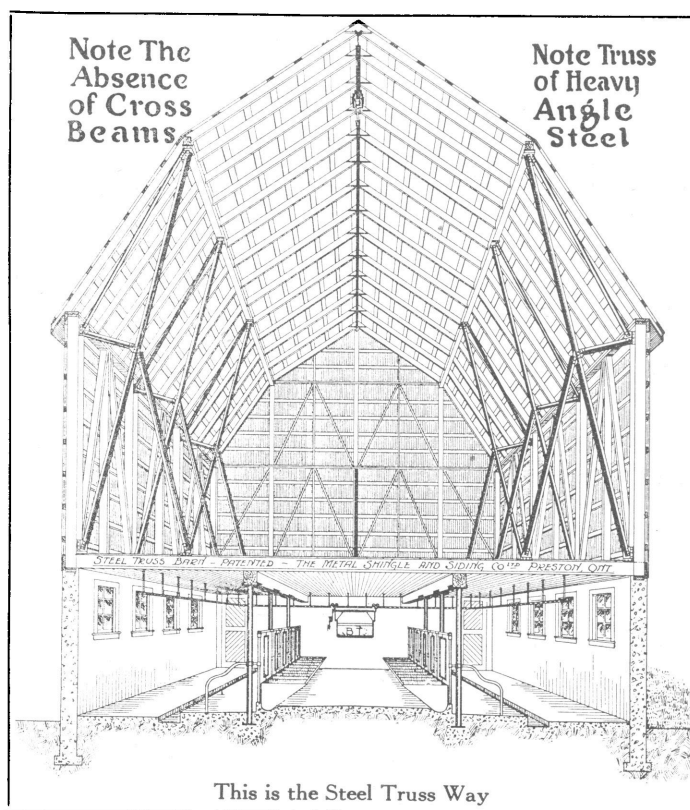 Note The
Absence
of Cross
Beams
Note Truss
of Heavy
Angle
Steel
STEEL TRUSS BARN - PATENTED - THE METAL SHINGLE AND SIDING CO LTD PRESTON, ONT.
BT
This is the Steel Truss Way